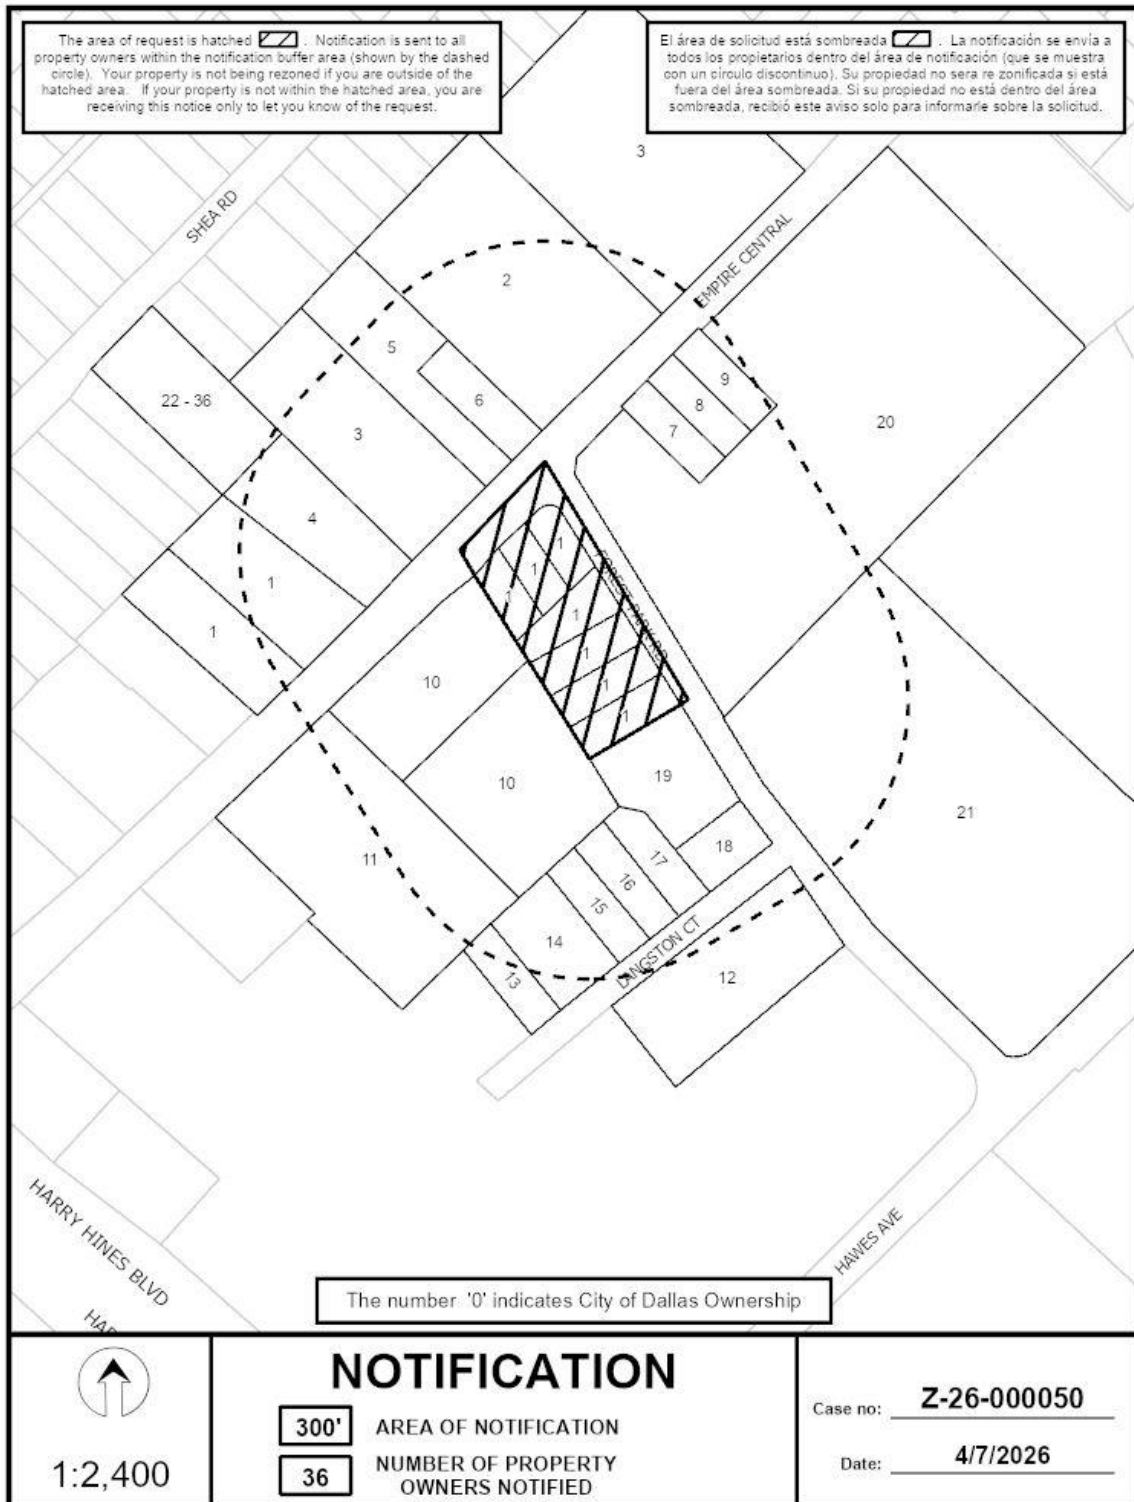 The area of request is hatched . Notification is sent to all
property owners within the notification buffer area (shown by the dashed
circle). Your property is not being rezoned if you are outside of the
hatched area. If your property is not within the hatched area, you are
receiving this notice only to let you know of the request.
El área de solicitud está sombreada . La notificación se envía a
todos los propietarios dentro del área de notificación (que se muestra
con un círculo discontinuo). Su propiedad no sera re zonificada si está
fuera del área sombreada. Si su propiedad no está dentro del área
sombreada, recibió este aviso solo para informarle sobre la solicitud.
3
SHEA RD
EMPIRE CENTRAL
2
5
6
9
8
7
22 - 36
3
20
4
1
1
1
1
1
FOREST PARK RD
1
1
1
1
10
10
19
21
11
18
17
16
15
14
13
LANGSTON CT
12
HARRY HINES BLVD
HAWES AVE
The number '0' indicates City of Dallas Ownership
1:2,400
NOTIFICATION
300' AREA OF NOTIFICATION
36 NUMBER OF PROPERTY
OWNERS NOTIFIED
Case no: Z-26-000050
Date: 4/7/2026